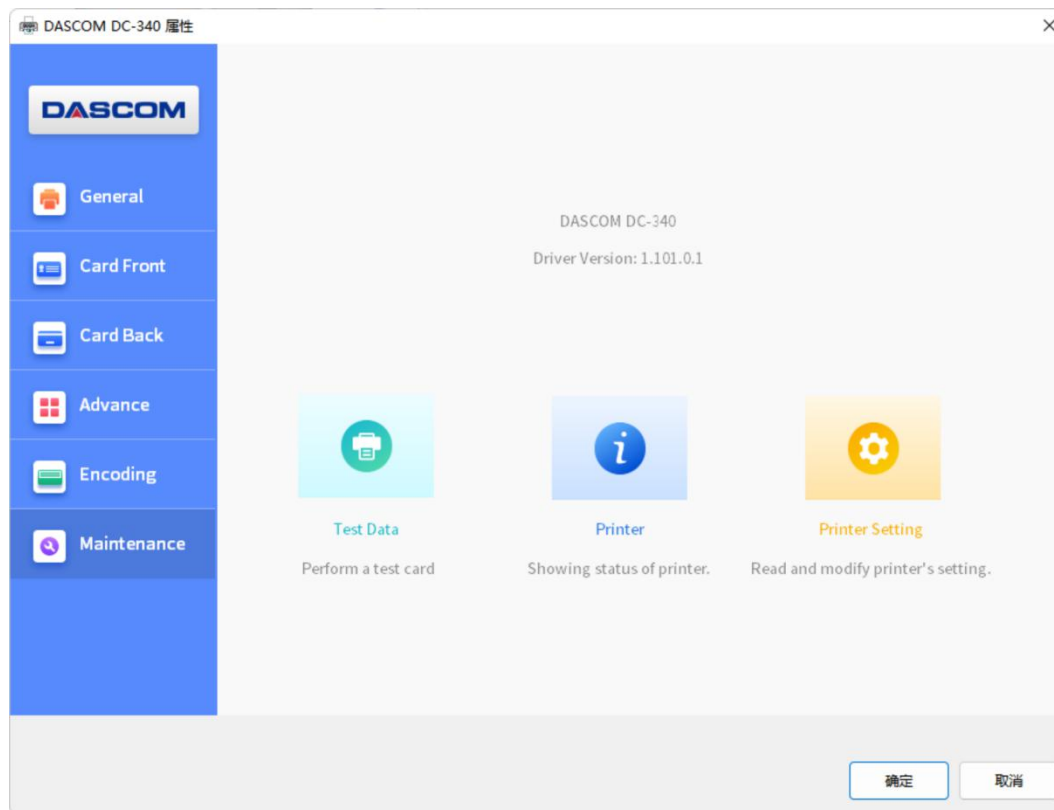 DASCOM DC-340 属性
DASCOM
General
Card Front
Card Back
Advance
Encoding
Maintenance
DASCOM DC-340
Driver Version: 1.101.0.1
Test Data
Perform a test card
Printer
Showing status of printer.
Printer Setting
Read and modify printer's setting.
确定
取消